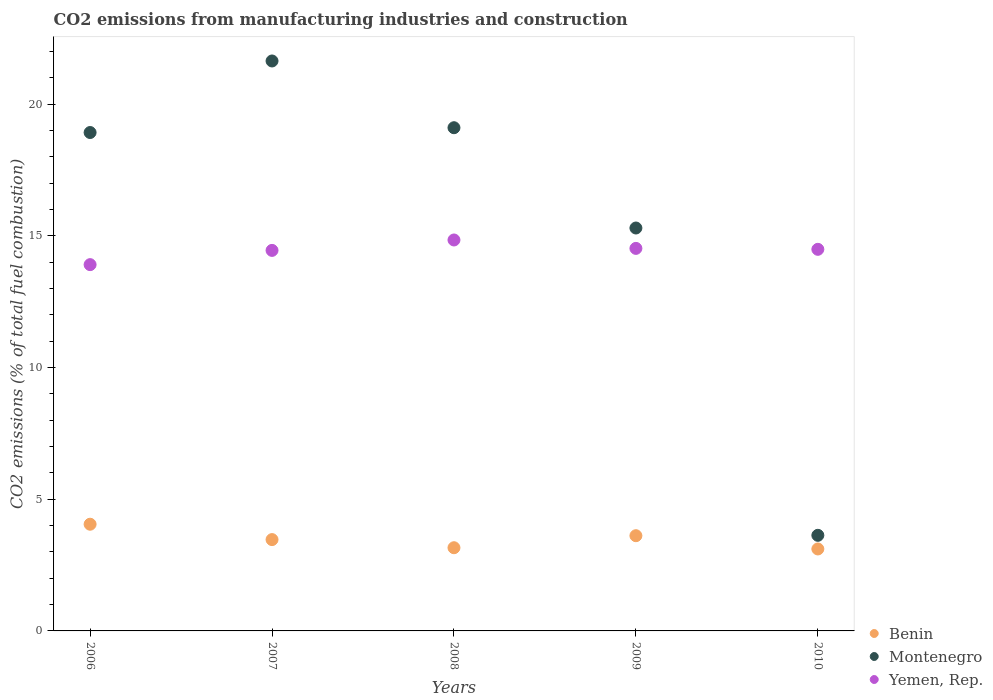 CO2 emissions from manufacturing industries and construction
CO2 emissions (% of total fuel combustion)
20
15
10
5
0
2006
2007
2008
2009
2010
Years
Benin
Montenegro
Yemen, Rep.